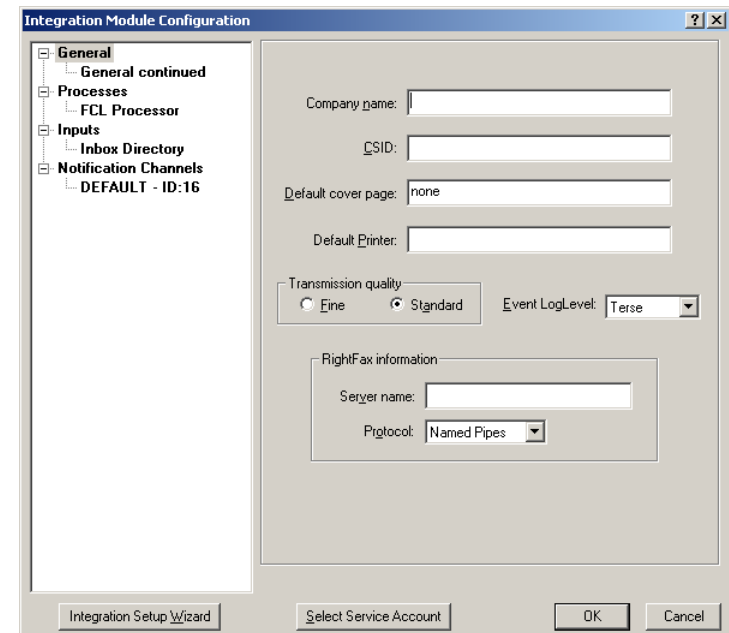 Integration Module Configuration
General
General continued
Processes
FCL Processor
Inputs
Inbox Directory
Notification Channels
DEFAULT - ID:16
Company name:
CSID:
Default cover page: none
Default Printer:
Transmission quality
Fine Standard
Event LogLevel: Terse
RightFax information
Server name:
Protocol: Named Pipes
Integration Setup Wizard Select Service Account OK Cancel